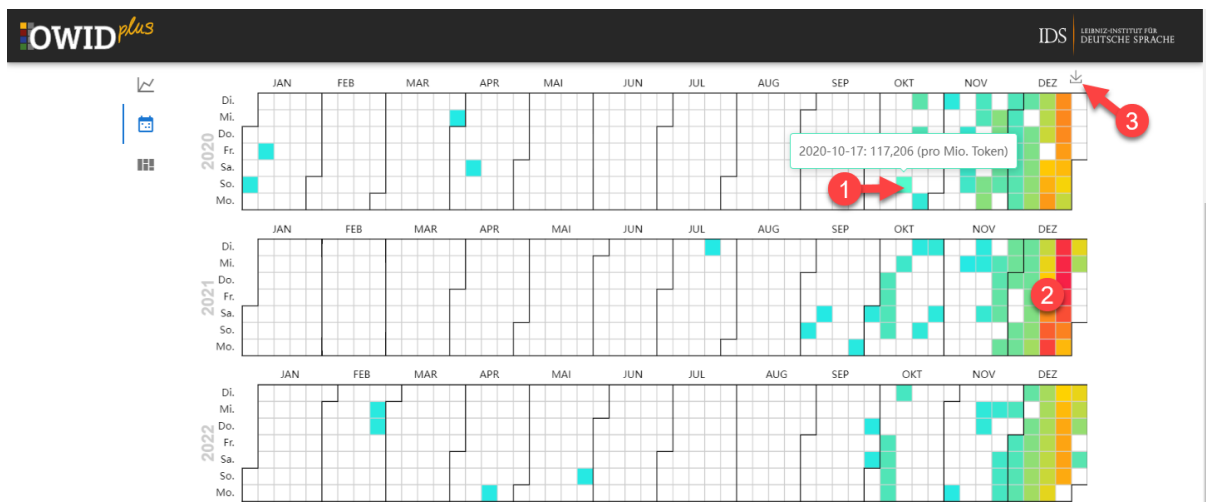 OWID plus
IDS LEIBNIZ-INSTITUT FÜR
DEUTSCHE SPRACHE
JAN FEB MAR APR MAI JUN JUL AUG SEP OKT NOV DEZ
3
2020
Di.
Mi.
Do.
Fr.
Sa.
So.
Mo.
2020-10-17: 117,206 (pro Mio. Token)
1
JAN FEB MAR APR MAI JUN JUL AUG SEP OKT NOV DEZ
2021
Di.
Mi.
Do.
Fr.
Sa.
So.
Mo.
2
JAN FEB MAR APR MAI JUN JUL AUG SEP OKT NOV DEZ
2022
Di.
Mi.
Do.
Fr.
Sa.
So.
Mo.